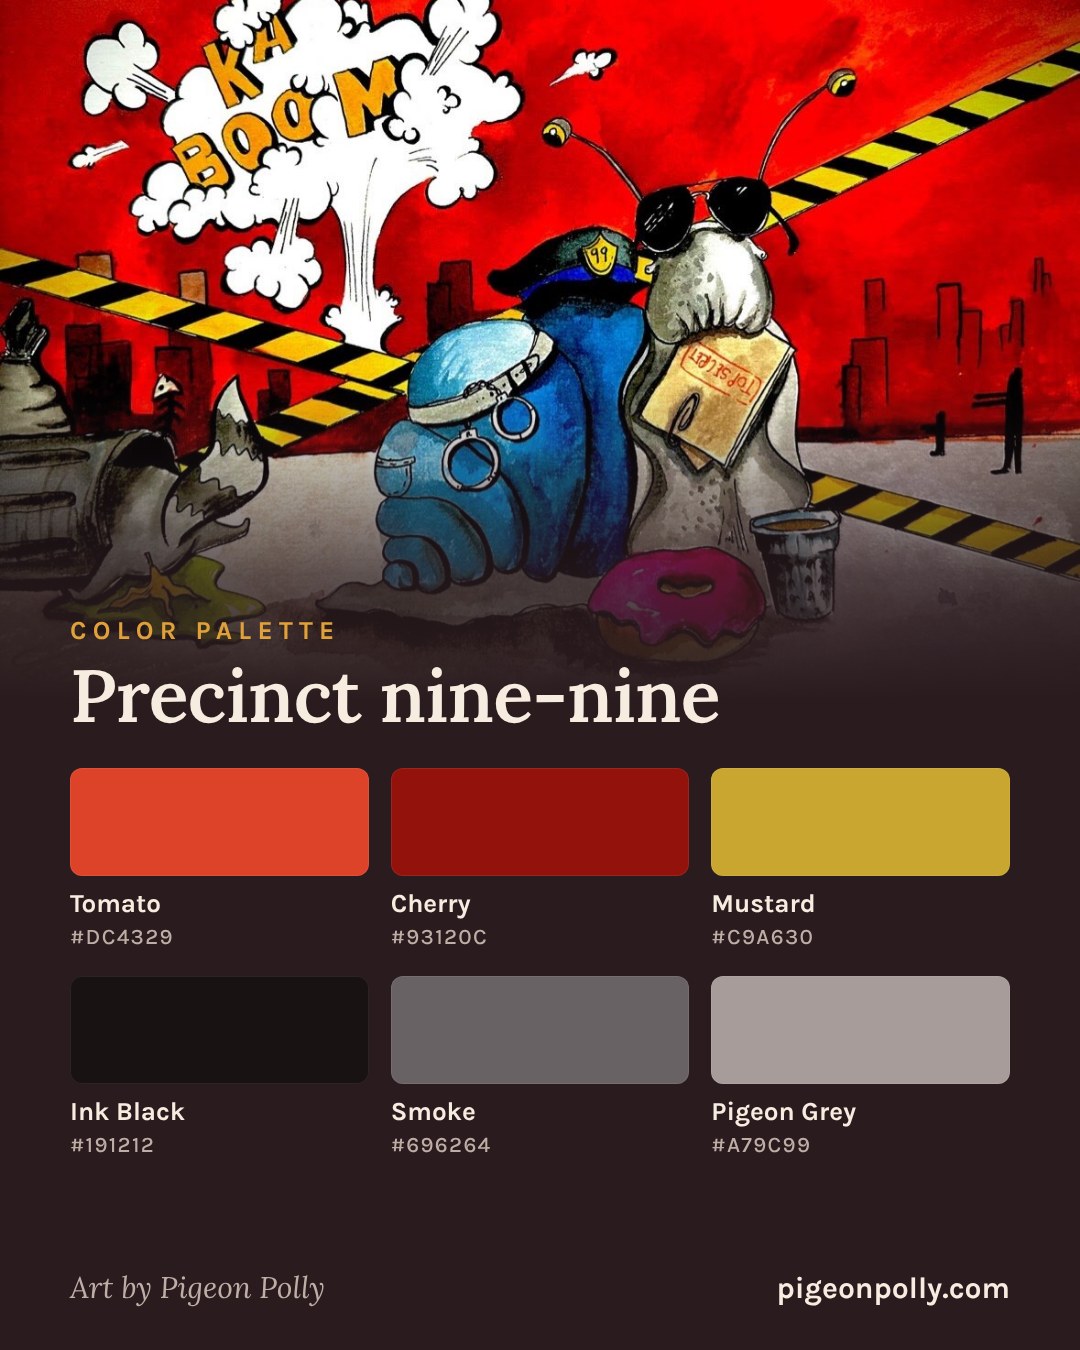 KA
BOOM
99
TOP SECRET
COLOR PALETTE
Precinct nine-nine
Tomato
#DC4329
Cherry
#93120C
Mustard
#C9A630
Ink Black
#191212
Smoke
#696264
Pigeon Grey
#A79C99
Art by Pigeon Polly
pigeonpolly.com